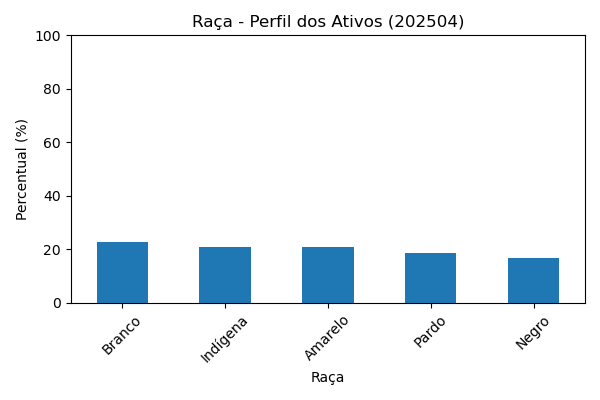 Raça - Perfil dos Ativos (202504)
Percentual (%)
100
80
60
40
20
0
Branco
Indígena
Amarelo
Pardo
Negro
Raça